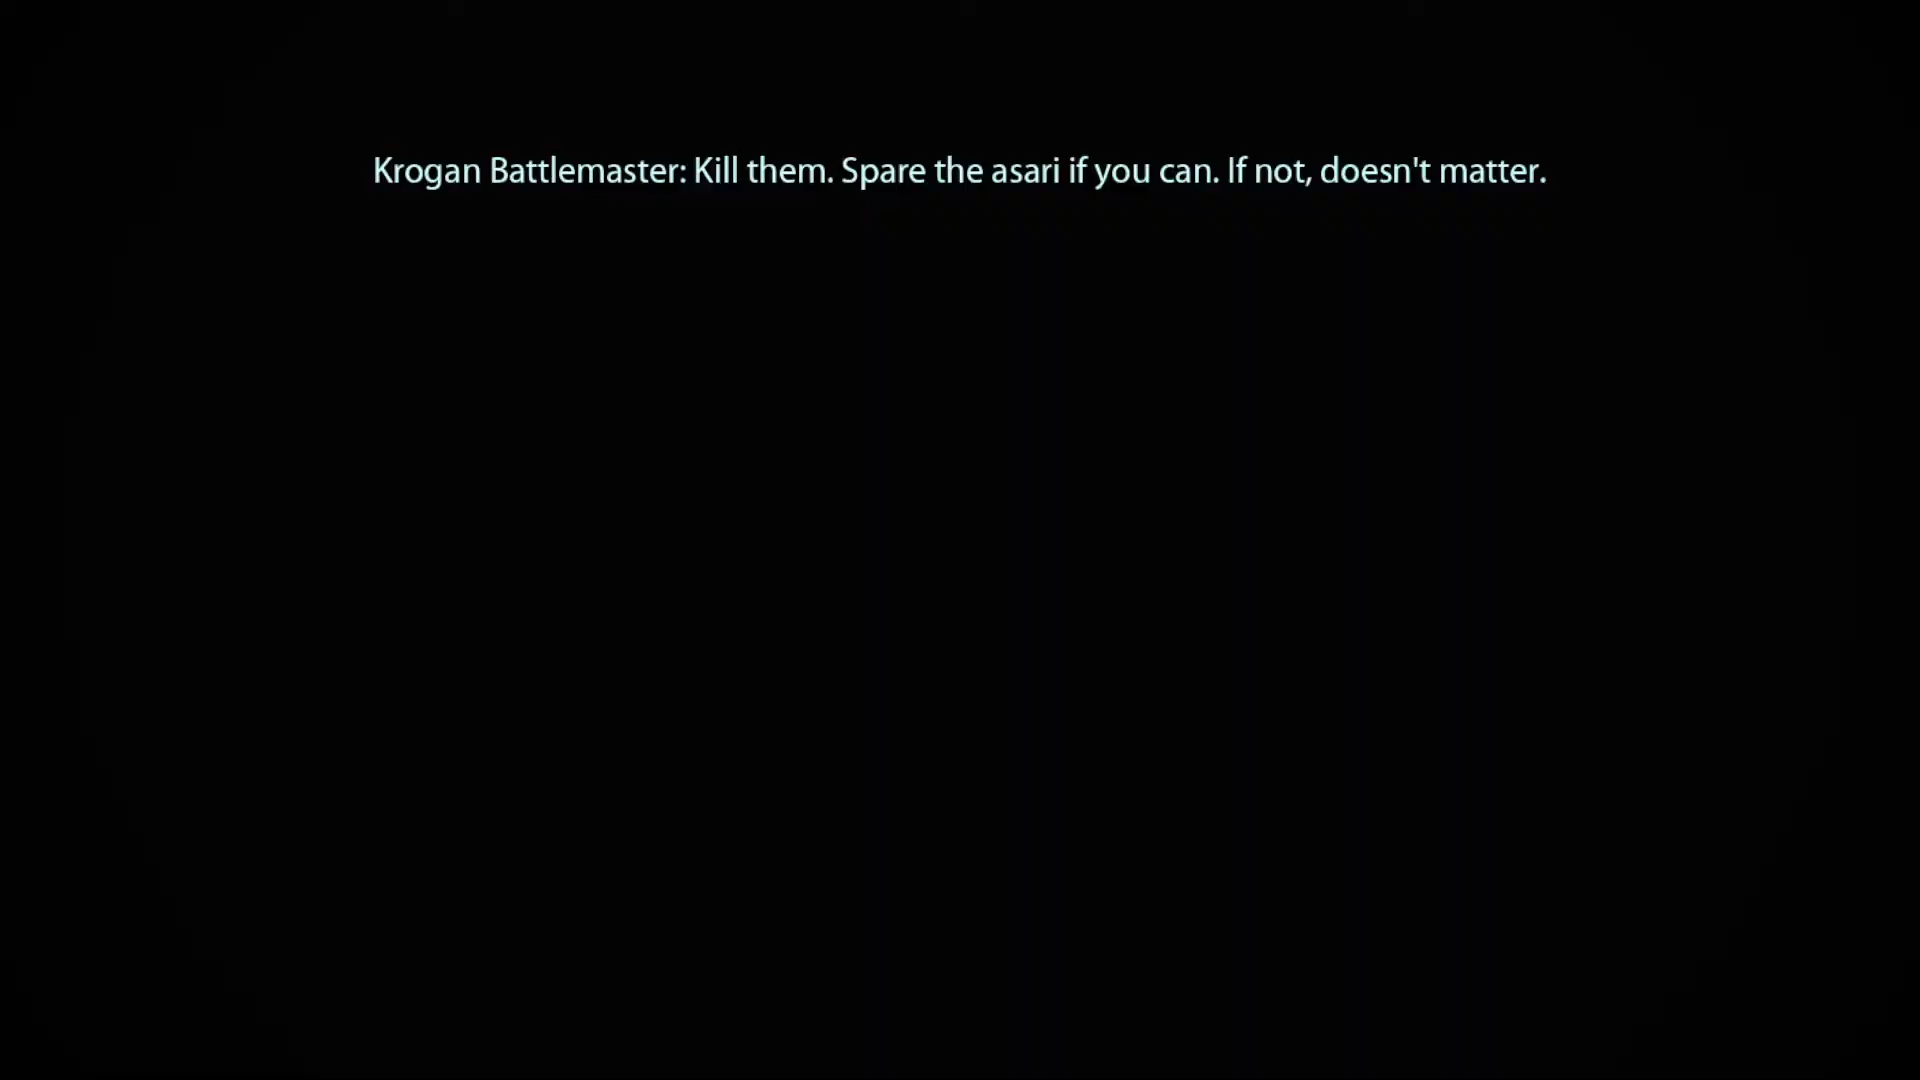 Krogan Battlemaster: Kill them. Spare the asari if you can. If not, doesn't matter.